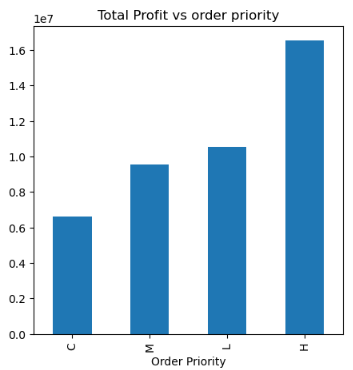 Total Profit vs order priority
1e7
1.6
1.4
1.2
1.0
0.8
0.6
0.4
0.2
0.0
C
M
L
H
Order Priority